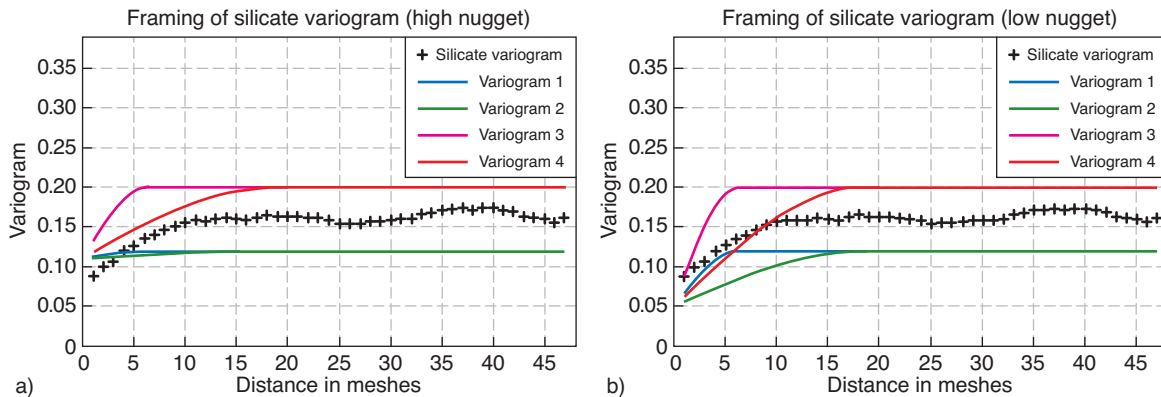 Framing of silicate variogram (high nugget)
Silicate variogram
Variogram 1
Variogram 2
Variogram 3
Variogram 4
Variogram
0.35
0.30
0.25
0.20
0.15
0.10
0.05
0
0 5 10 15 20 25 30 35 40 45
Distance in meshes
a)
Framing of silicate variogram (low nugget)
Silicate variogram
Variogram 1
Variogram 2
Variogram 3
Variogram 4
Variogram
0.35
0.30
0.25
0.20
0.15
0.10
0.05
0
0 5 10 15 20 25 30 35 40 45
Distance in meshes
b)